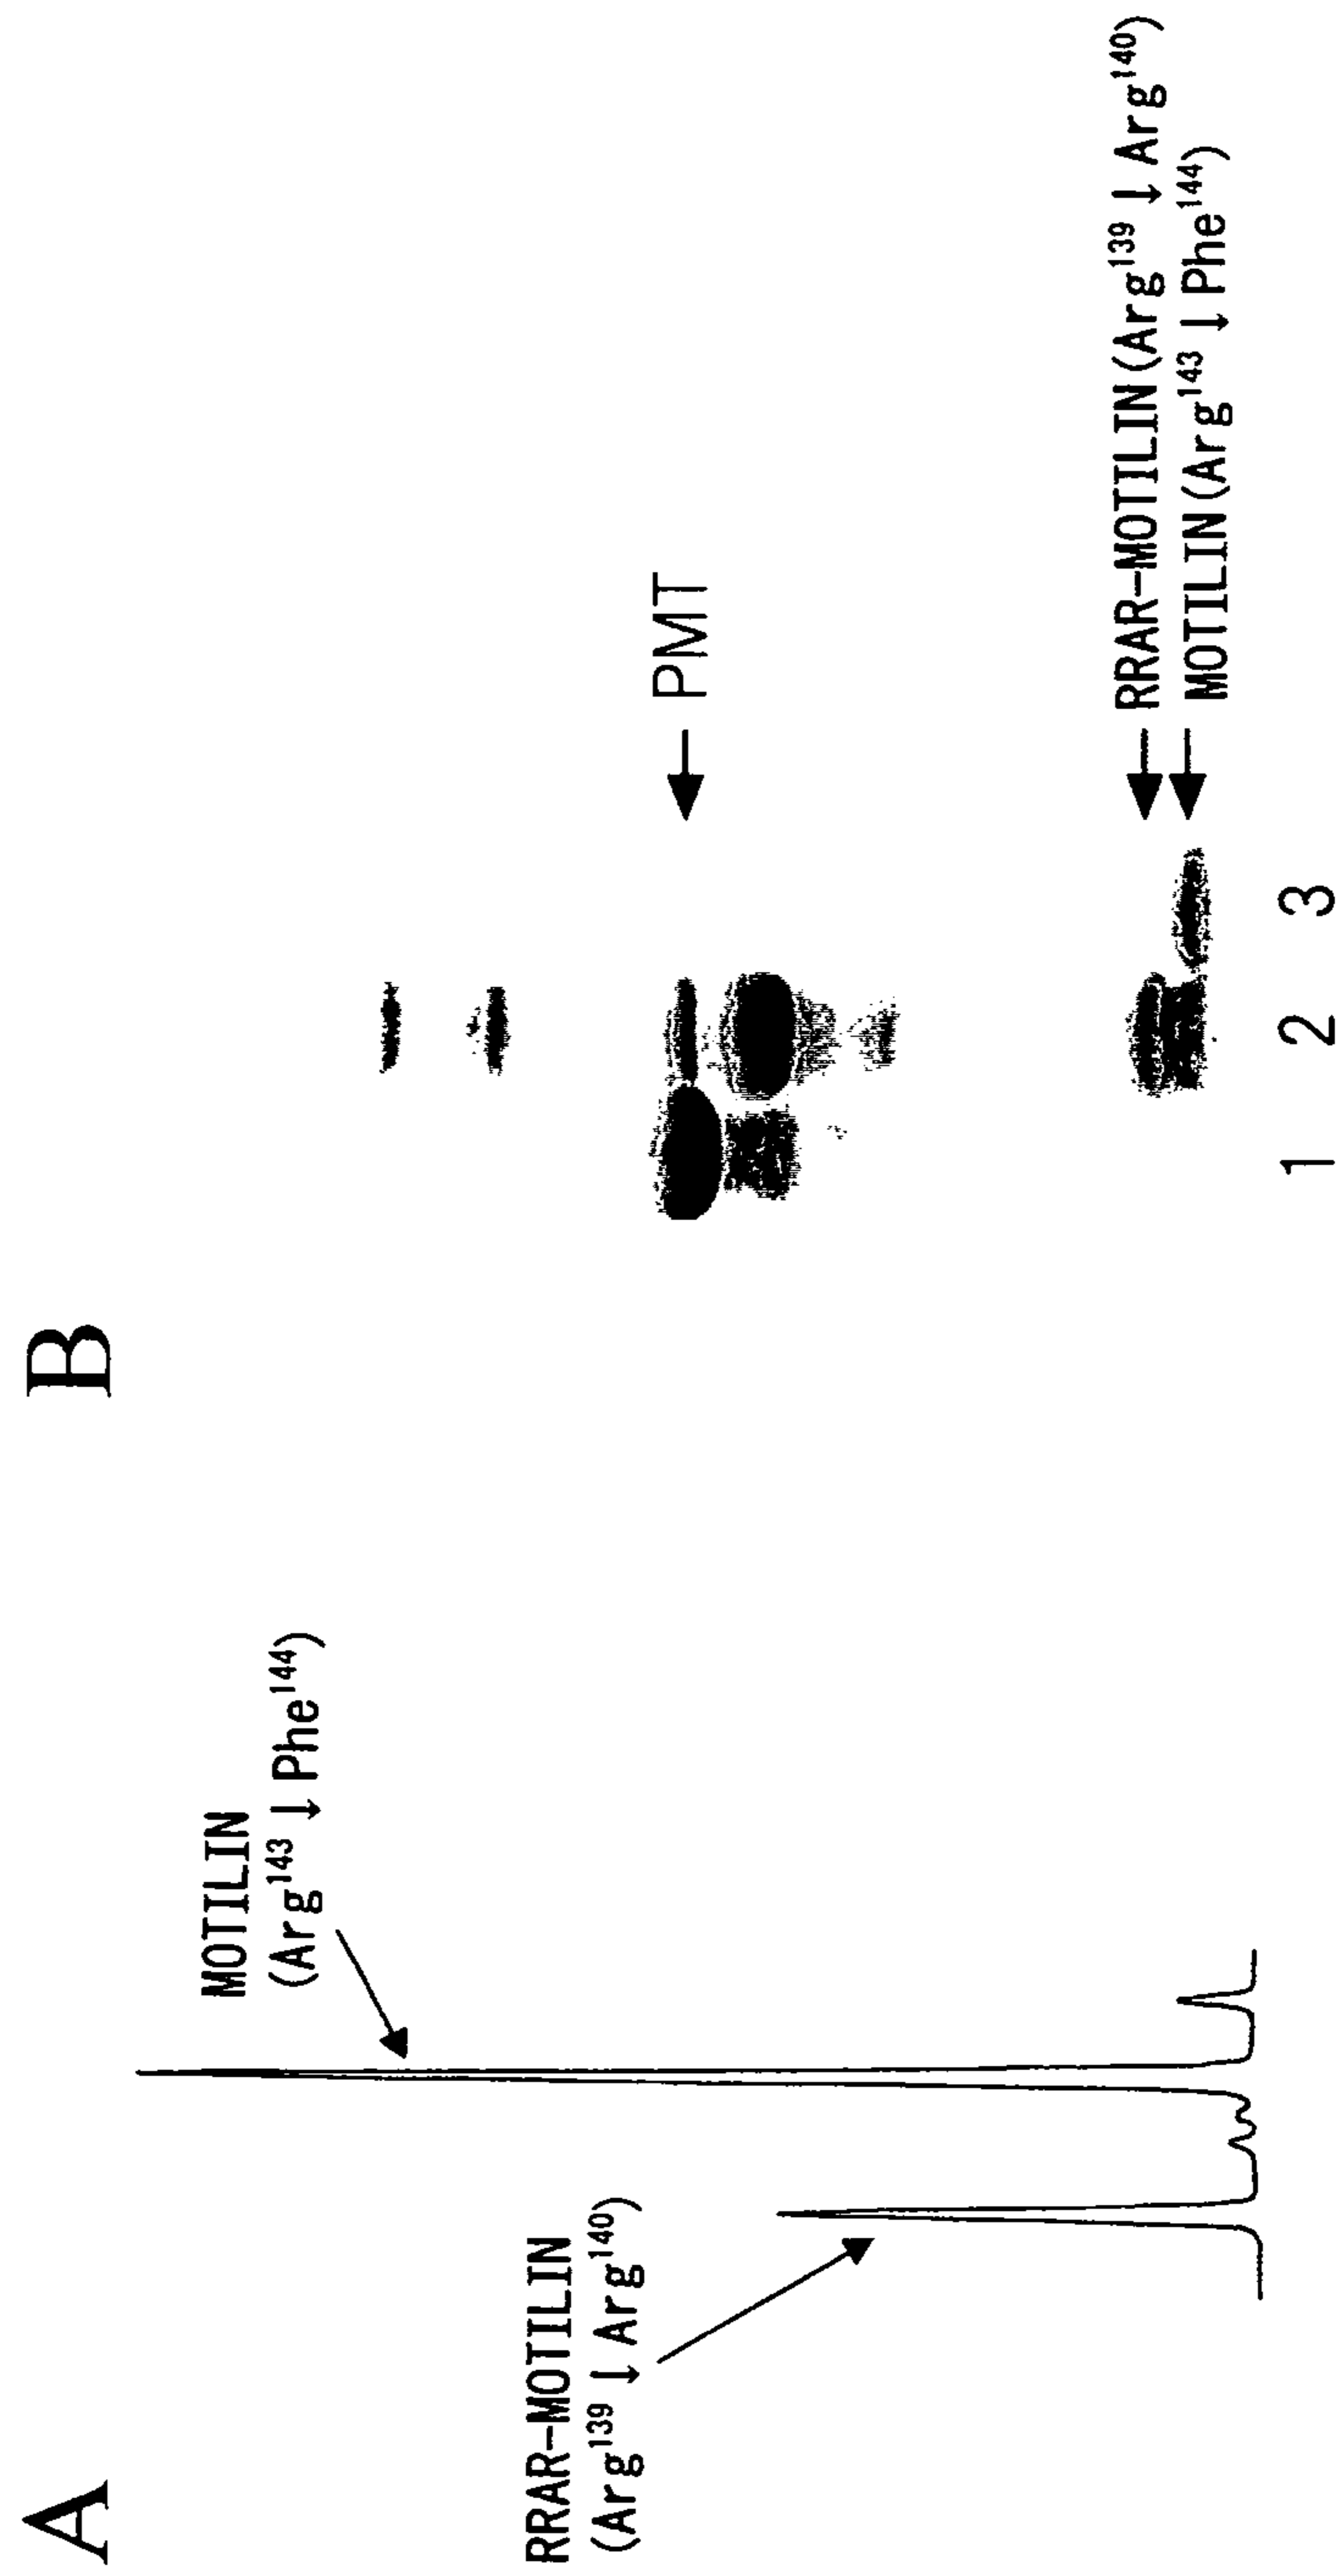 A
RRAR-MOTILIN
(Arg¹³⁹↓Arg¹⁴⁰)
MOTILIN
(Arg¹⁴³↓Phe¹⁴⁴)
B
PMT
RRAR-MOTILIN(Arg¹³⁹↓Arg¹⁴⁰)
MOTILIN(Arg¹⁴³↓Phe¹⁴⁴)
1 2 3